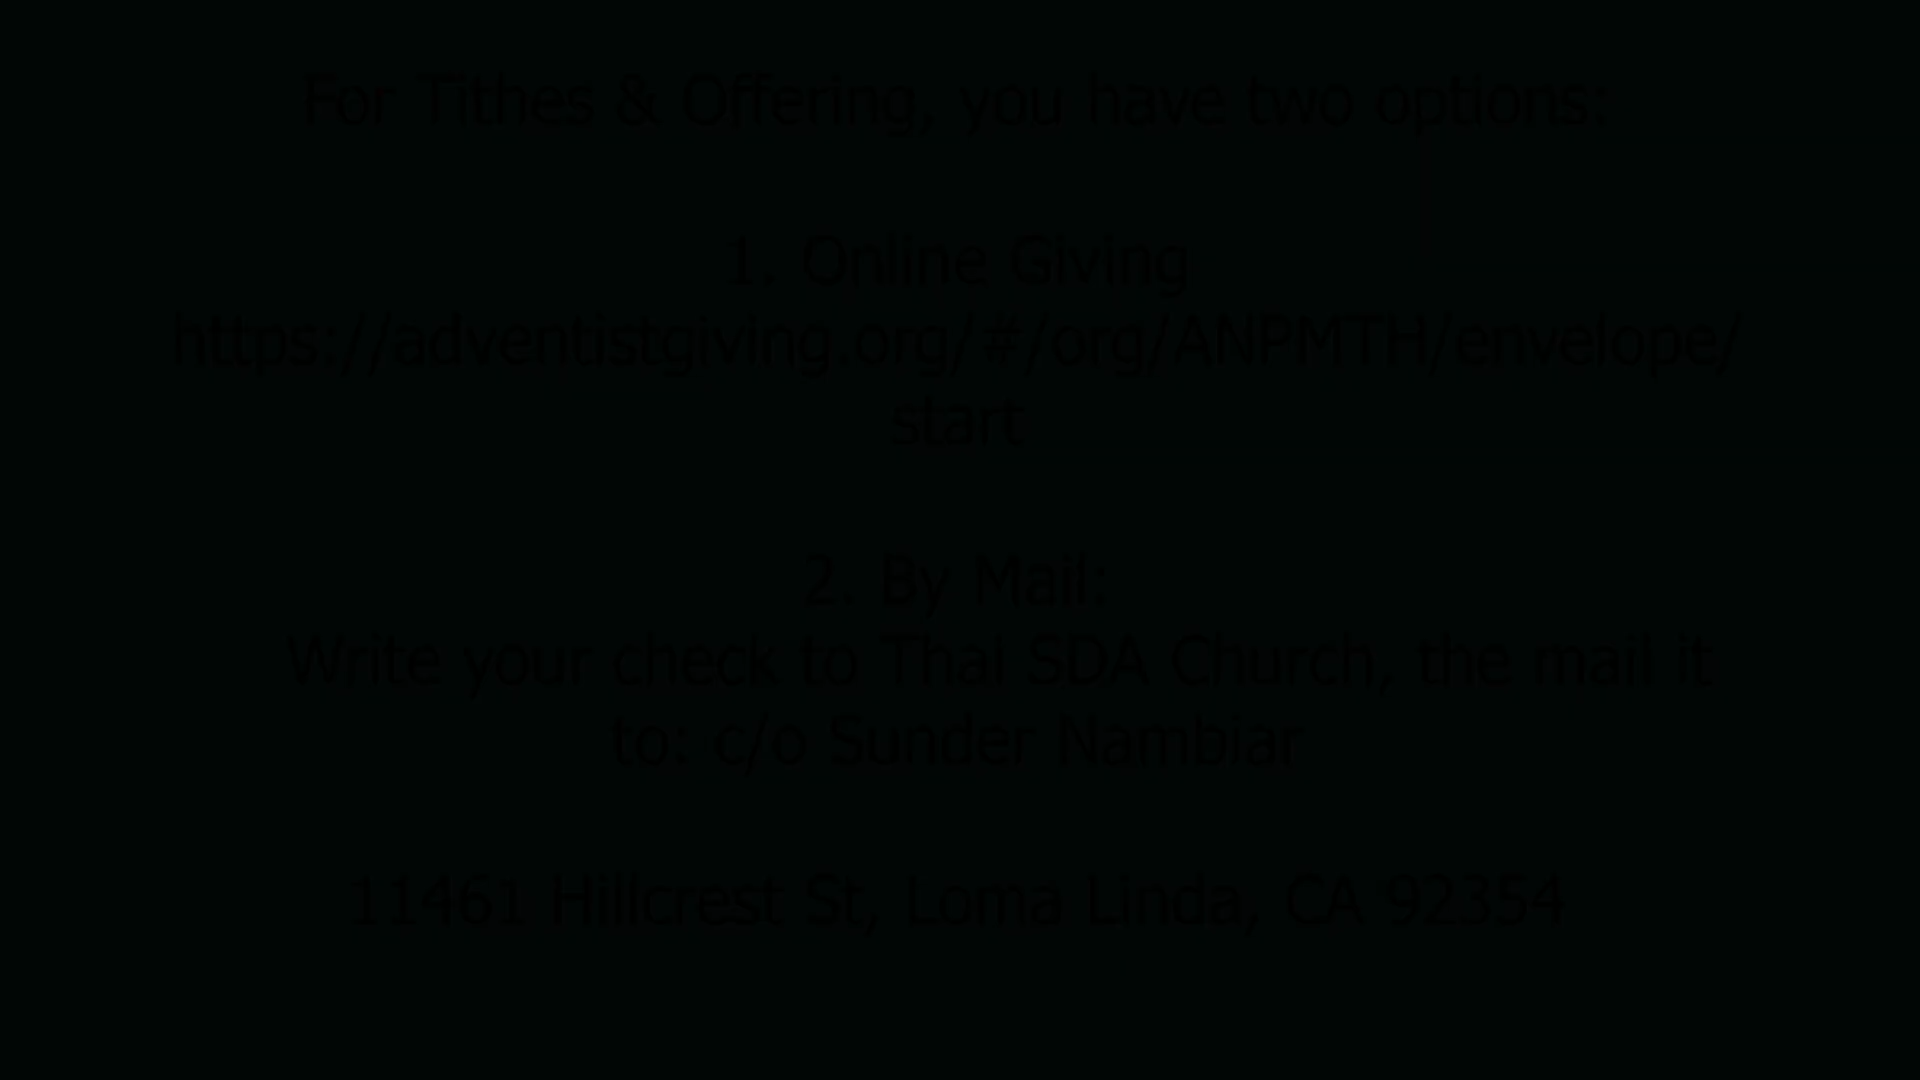 For Tithes & Offering, you have two options:
1. Online Giving
https://adventistgiving.org/#/org/ANPMTH/envelope/
start
2. By Mail:
Write your check to Thai SDA Church, the mail it
to: c/o Sunder Nambiar
11461 Hillcrest St, Loma Linda, CA 92354